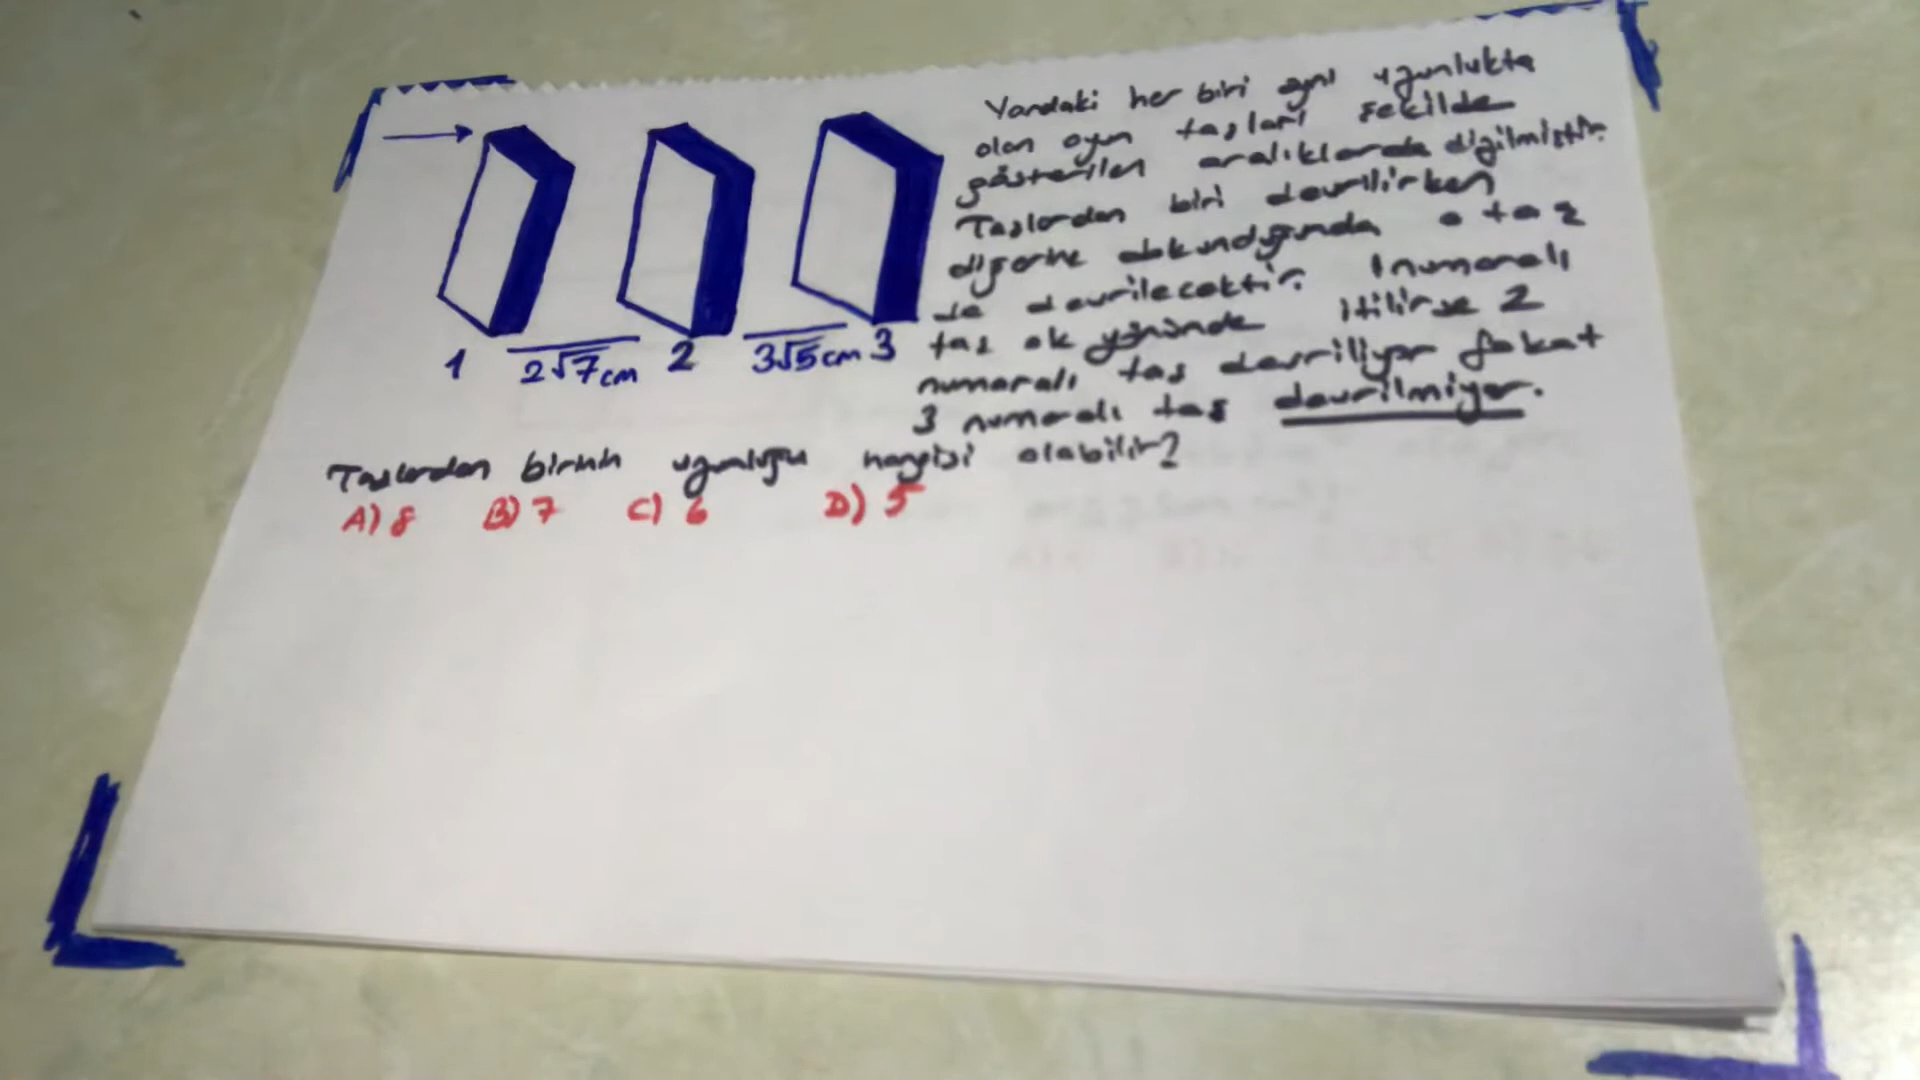 Yandaki her biri aynı uzunlukta
olan oyun taşları şekilde
gösterilen aralıklarda dizilmiştir.
Taşlardan biri devrilirken
diğerine dokunduğunda o taş
da devrilecektir. 1 numaralı
taş ok yönünde itilirse 2
numaralı taş devriliyor fakat
3 numaralı taş devrilmiyor.
1 2√7cm 2 3√5cm 3
Taşlardan birinin uzunluğu hangisi olabilir?
A) 8 B) 7 C) 6 D) 5